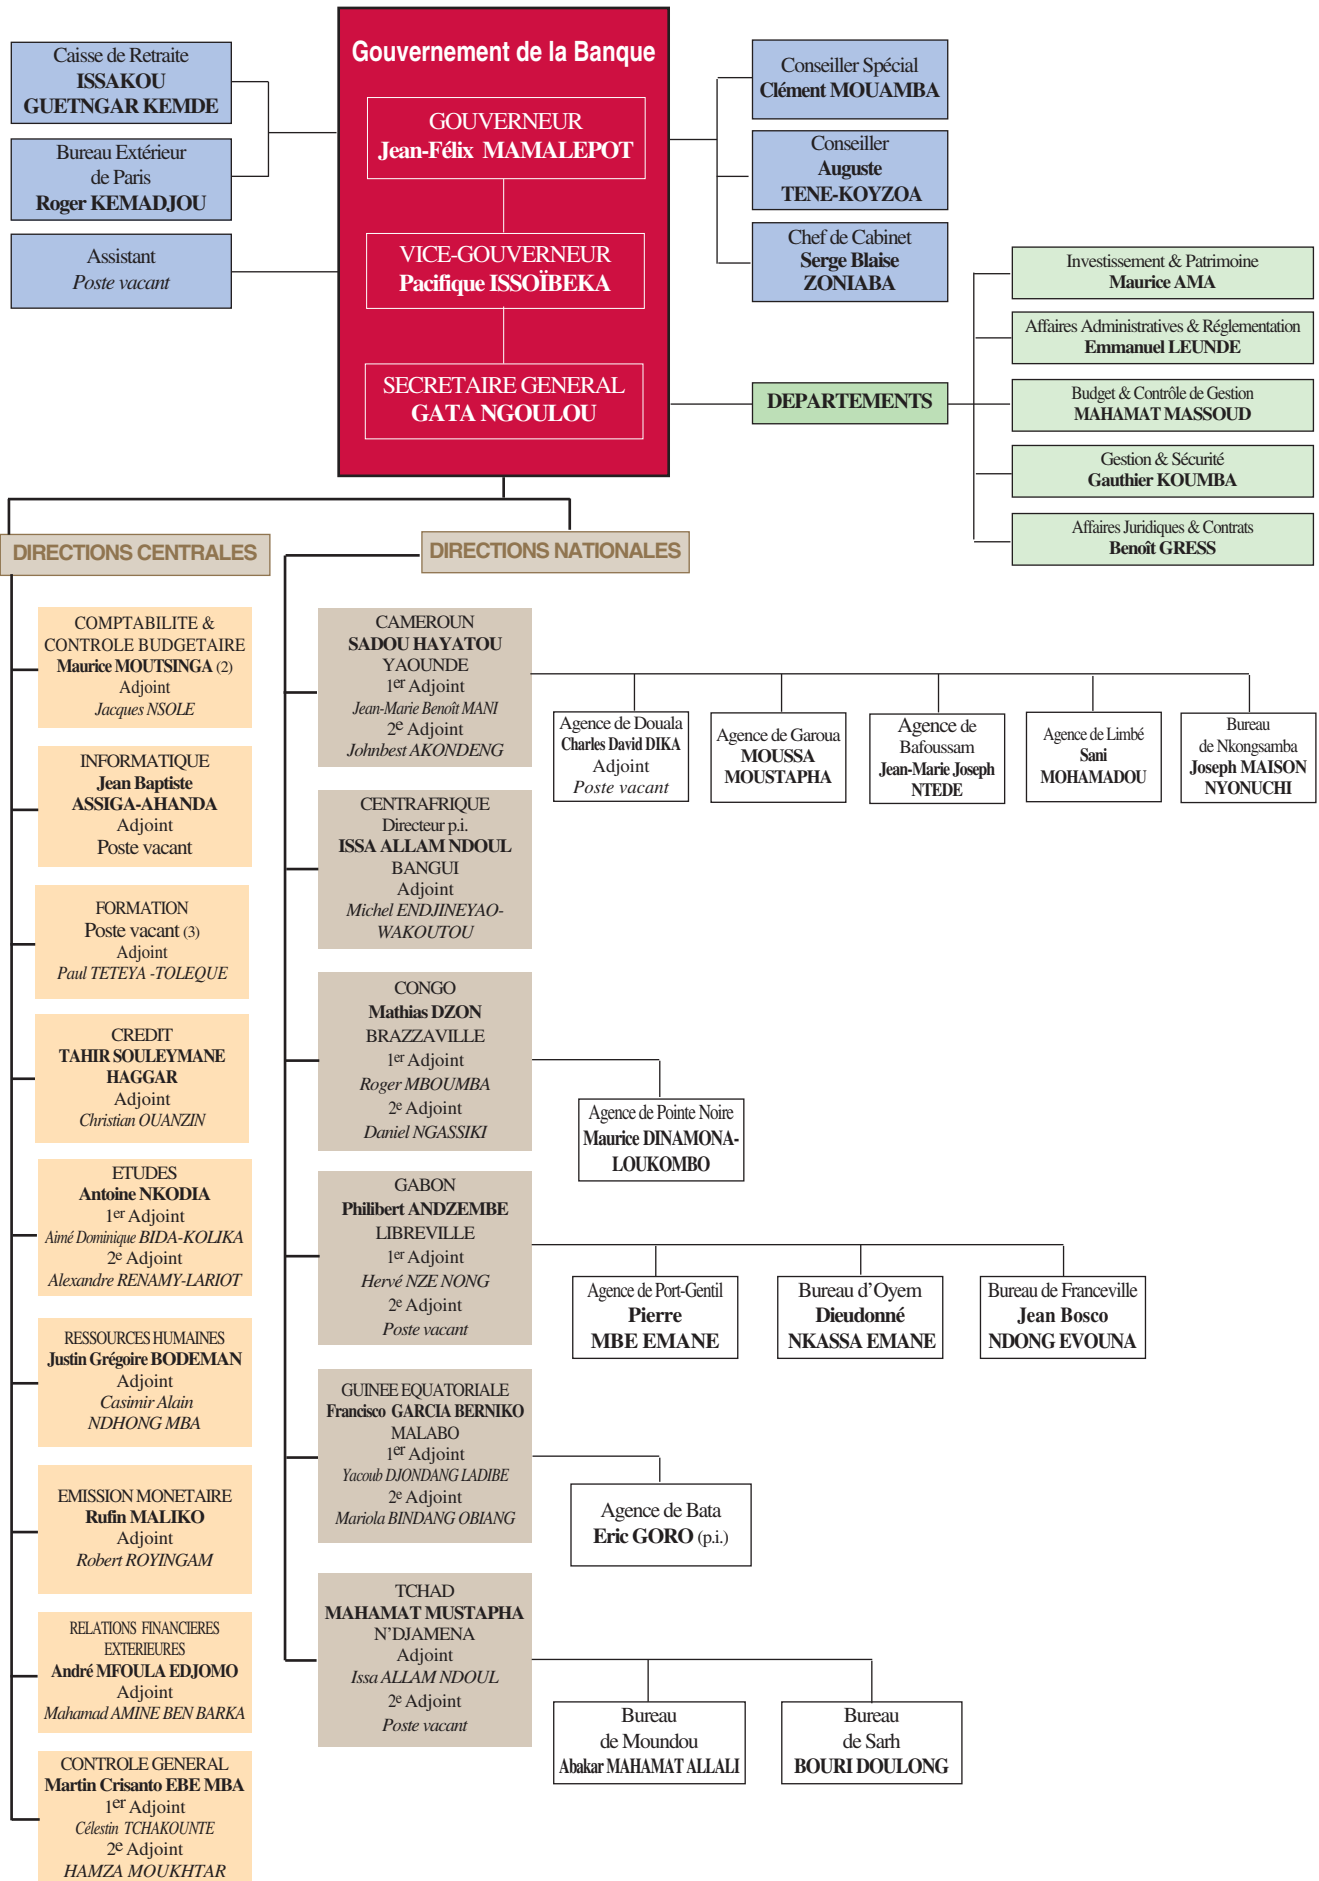 Gouvernement de la Banque
GOUVERNEUR
Jean-Félix MAMALEPOT
VICE-GOUVERNEUR
Pacifique ISSOÏBEKA
SECRETAIRE GENERAL
GATA NGOULOU
Caisse de Retraite
ISSAKOU
GUETNGAR KEMDE
Bureau Extérieur
de Paris
Roger KEMADJOU
Assistant
Poste vacant
Conseiller Spécial
Clément MOUAMBA
Conseiller
Auguste
TENE-KOYZOA
Chef de Cabinet
Serge Blaise
ZONIABA
DEPARTEMENTS
Investissement & Patrimoine
Maurice AMA
Affaires Administratives & Réglementation
Emmanuel LEUNDE
Budget & Contrôle de Gestion
MAHAMAT MASSOUD
Gestion & Sécurité
Gauthier KOUMBA
Affaires Juridiques & Contrats
Benoît GRESS
DIRECTIONS CENTRALES
COMPTABILITE &
CONTROLE BUDGETAIRE
Maurice MOUTSINGA (2)
Adjoint
Jacques NSOLE
INFORMATIQUE
Jean Baptiste
ASSIGA-AHANDA
Adjoint
Poste vacant
FORMATION
Poste vacant (3)
Adjoint
Paul TETEYA -TOLEQUE
CREDIT
TAHIR SOULEYMANE
HAGGAR
Adjoint
Christian OUANZIN
ETUDES
Antoine NKODIA
1er Adjoint
Aimé Dominique BIDA-KOLIKA
2e Adjoint
Alexandre RENAMY-LARIOT
RESSOURCES HUMAINES
Justin Grégoire BODEMAN
Adjoint
Casimir Alain
NDHONG MBA
EMISSION MONETAIRE
Rufin MALIKO
Adjoint
Robert ROYINGAM
RELATIONS FINANCIERES
EXTERIEURES
André MFOULA EDJOMO
Adjoint
Mahamad AMINE BEN BARKA
CONTROLE GENERAL
Martin Crisanto EBE MBA
1er Adjoint
Célestin TCHAKOUNTE
2e Adjoint
HAMZA MOUKHTAR
DIRECTIONS NATIONALES
CAMEROUN
SADOU HAYATOU
YAOUNDE
1er Adjoint
Jean-Marie Benoît MANI
2e Adjoint
Johnbest AKONDENG
Agence de Douala
Charles David DIKA
Adjoint
Poste vacant
Agence de Garoua
MOUSSA
MOUSTAPHA
Agence de
Bafoussam
Jean-Marie Joseph
NTEDE
Agence de Limbé
Sani
MOHAMADOU
Bureau
de Nkongsamba
Joseph MAISON
NYONUCHI
CENTRAFRIQUE
Directeur p.i.
ISSA ALLAM NDOUL
BANGUI
Adjoint
Michel ENDJINEYAO-
WAKOUTOU
CONGO
Mathias DZON
BRAZZAVILLE
1er Adjoint
Roger MBOUMBA
2e Adjoint
Daniel NGASSIKI
Agence de Pointe Noire
Maurice DINAMONA-
LOUKOMBO
GABON
Philibert ANDZEMBE
LIBREVILLE
1er Adjoint
Hervé NZE NONG
2e Adjoint
Poste vacant
Agence de Port-Gentil
Pierre
MBE EMANE
Bureau d'Oyem
Dieudonné
NKASSA EMANE
Bureau de Franceville
Jean Bosco
NDONG EVOUNA
GUINEE EQUATORIALE
Francisco GARCIA BERNIKO
MALABO
1er Adjoint
Yacoub DJONDANG LADIBE
2e Adjoint
Mariola BINDANG OBIANG
Agence de Bata
Eric GORO (p.i.)
TCHAD
MAHAMAT MUSTAPHA
N'DJAMENA
Adjoint
Issa ALLAM NDOUL
2e Adjoint
Poste vacant
Bureau
de Moundou
Abakar MAHAMAT ALLALI
Bureau
de Sarh
BOURI DOULONG